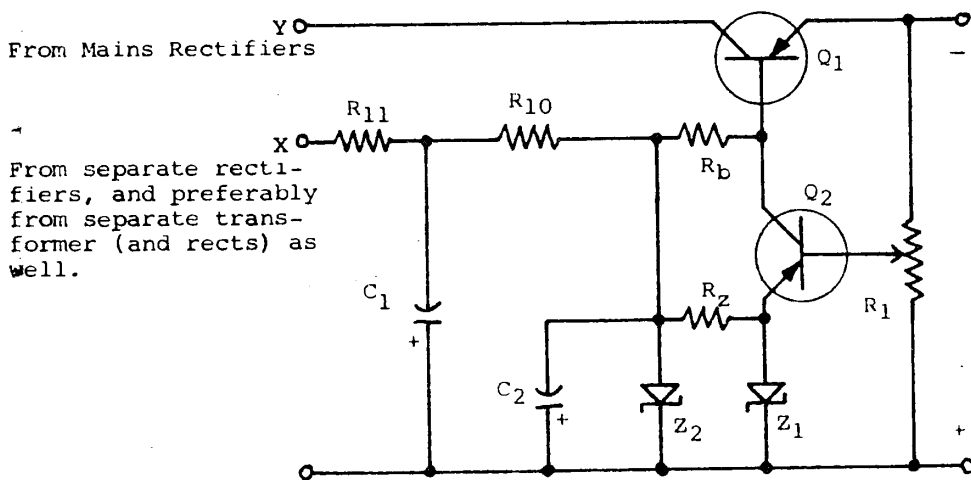 Y
From Mains Rectifiers
Q1
−
R11
R10
X
Rb
From separate recti-
fiers, and preferably
from separate trans-
former (and rects) as
well.
Q2
C1
+
Rz
R1
C2
+
Z2
Z1
+